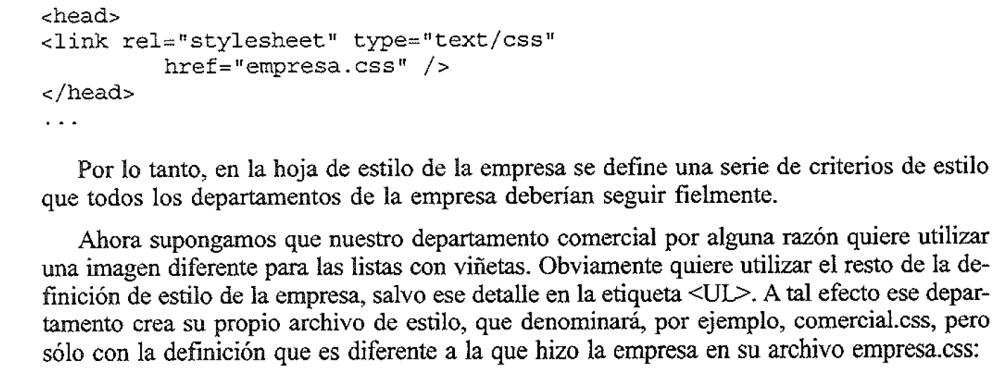 <head>
<link rel="stylesheet" type="text/css"
href="empresa.css" />
</head>
...
Por lo tanto, en la hoja de estilo de la empresa se define una serie de criterios de estilo
que todos los departamentos de la empresa deberían seguir fielmente.
Ahora supongamos que nuestro departamento comercial por alguna razón quiere utilizar
una imagen diferente para las listas con viñetas. Obviamente quiere utilizar el resto de la de-
finición de estilo de la empresa, salvo ese detalle en la etiqueta <UL>. A tal efecto ese depar-
tamento crea su propio archivo de estilo, que denominará, por ejemplo, comercial.css, pero
sólo con la definición que es diferente a la que hizo la empresa en su archivo empresa.css: